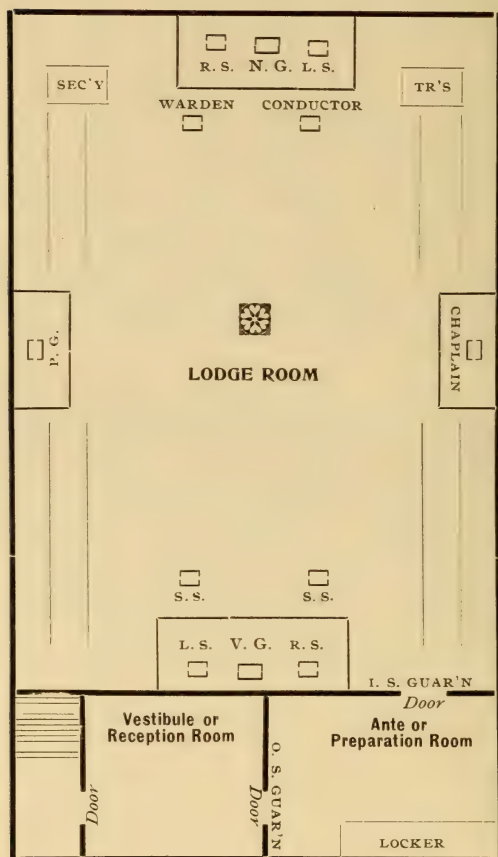 R. S. N. G. L. S.
SEC'Y
TR'S
WARDEN CONDUCTOR
P. G.
CHAPLAIN
LODGE ROOM
S. S. S. S.
L. S. V. G. R. S.
I. S. GUAR'N
Door
Vestibule or
Reception Room
Ante or
Preparation Room
Door
Door
O. S. GUAR'N
LOCKER